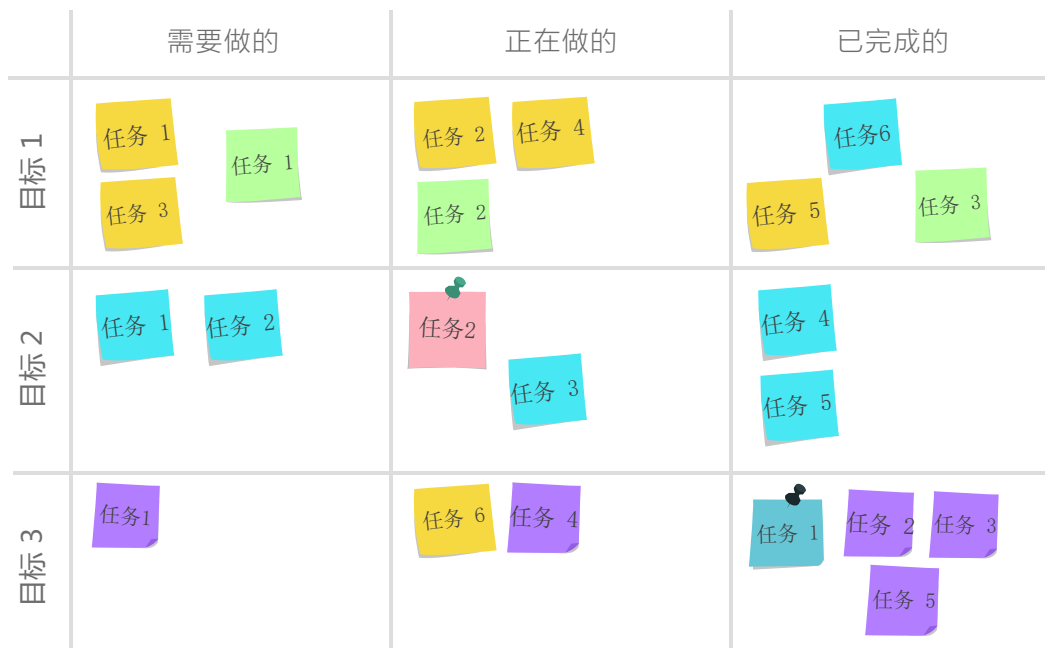 需要做的
正在做的
已完成的
目标 1
任务 1
任务 1
任务 3
任务 2
任务 4
任务 2
任务6
任务 5
任务 3
目标 2
任务 1
任务 2
任务2
任务 3
任务 4
任务 5
目标 3
任务1
任务 6
任务 4
任务 1
任务 2
任务 3
任务 5